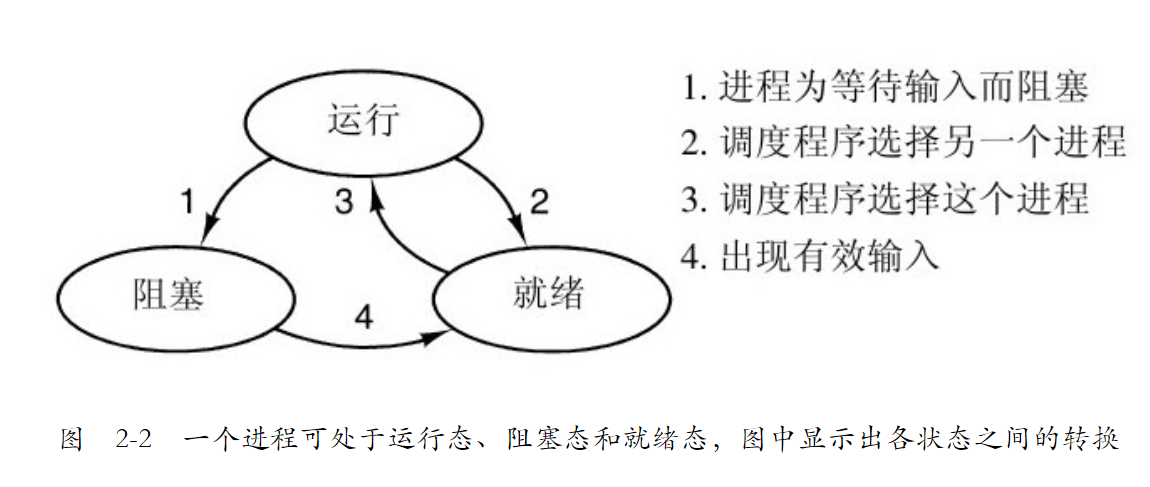 运行
1
3
2
阻塞
就绪
4
1. 进程为等待输入而阻塞
2. 调度程序选择另一个进程
3. 调度程序选择这个进程
4. 出现有效输入
图 2-2 一个进程可处于运行态、阻塞态和就绪态，图中显示出各状态之间的转换